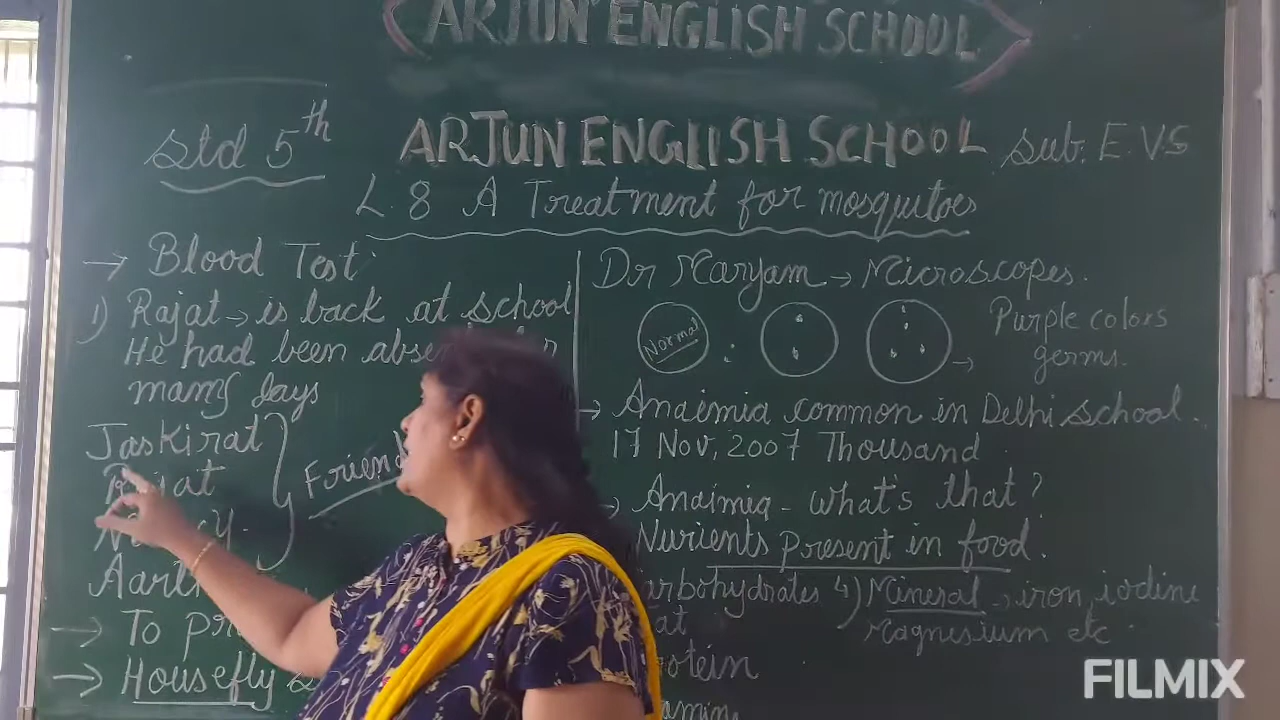 ARJUN ENGLISH SCHOOL
std 5th
ARJUN ENGLISH SCHOOL
sub. E.V.S
L. 8 A Treatment for mosquitoes
→ Blood Test
1) Rajat → is back at school
He had been
many days
Jaskirat
Friend
→ To
→ Housefly
Dr Maryam → Microscopes.
Normal
Purple colors
germs.
→ Anaimia common in Delhi school.
17 Nov, 2007 Thousand
→ Anaimia - what's that?
Nurients present in food.
4) Mineral → iron, iodine
Magnesium etc
FILMIX